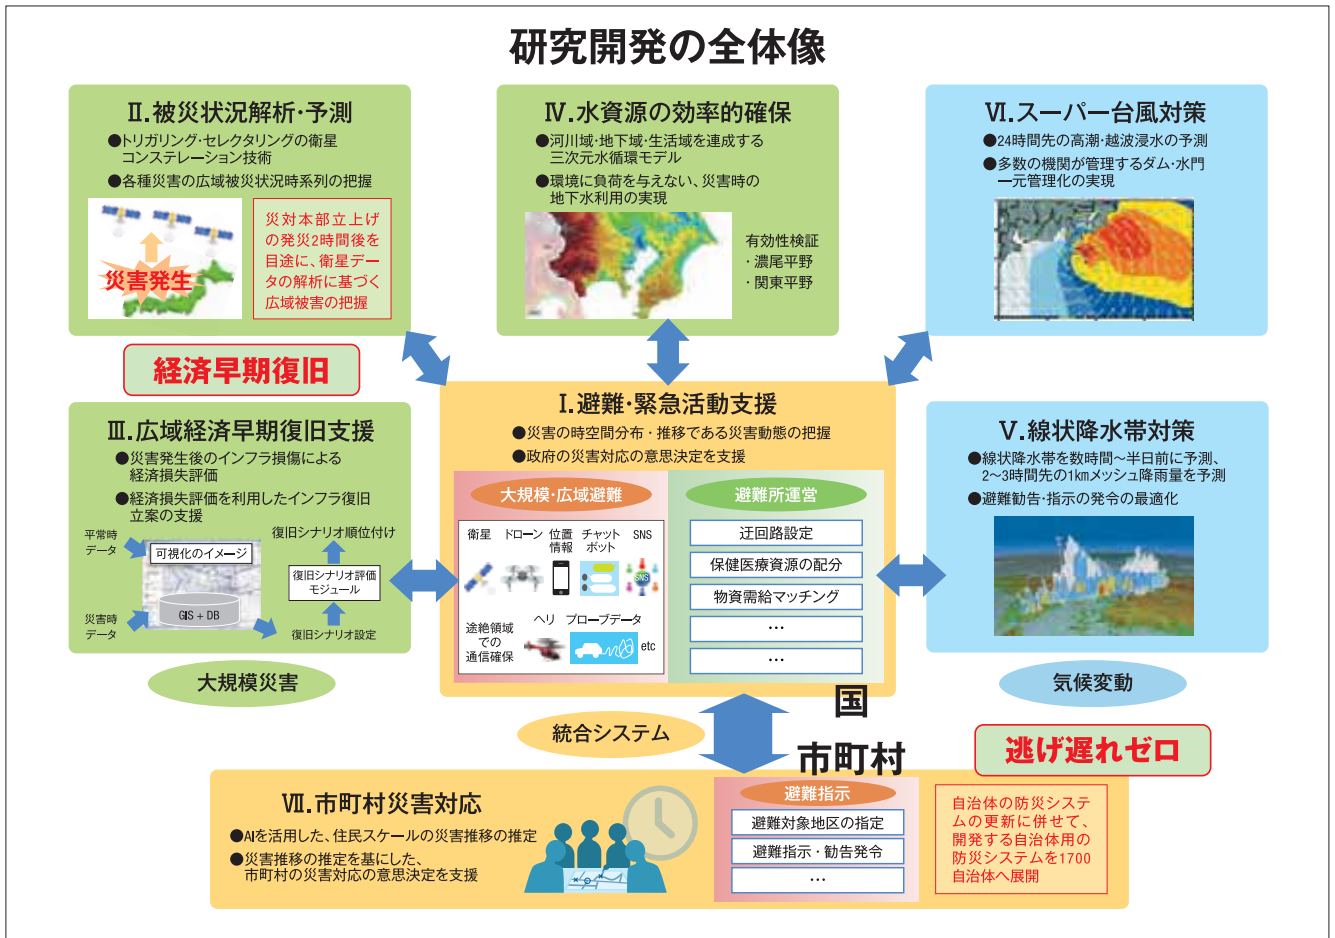 研究開発の全体像
Ⅱ.被災状況解析・予測
●トリガリング・セレクタリングの衛星
コンステレーション技術
●各種災害の広域被災状況時系列の把握
災害発生
災対本部立上げ
の発災2時間後を
目途に、衛星デー
タの解析に基づく
広域被害の把握
Ⅳ.水資源の効率的確保
●河川域・地下域・生活域を連成する
三次元水循環モデル
●環境に負荷を与えない、災害時の
地下水利用の実現
有効性検証
・濃尾平野
・関東平野
Ⅵ.スーパー台風対策
●24時間先の高潮・越波浸水の予測
●多数の機関が管理するダム・水門
一元管理化の実現
経済早期復旧
Ⅲ.広域経済早期復旧支援
●災害発生後のインフラ損傷による
経済損失評価
●経済損失評価を利用したインフラ復旧
立案の支援
平常時
データ
可視化のイメージ
GIS + DB
災害時
データ
復旧シナリオ順位付け
復旧シナリオ評価
モジュール
復旧シナリオ設定
大規模災害
Ⅰ.避難・緊急活動支援
●災害の時空間分布・推移である災害動態の把握
●政府の災害対応の意思決定を支援
大規模・広域避難
衛星
ドローン
位置
情報
チャット
ボット
SNS
SNS
途絶領域
での
通信確保
ヘリ
プローブデータ
etc
避難所運営
迂回路設定
保健医療資源の配分
物資需給マッチング
…
…
Ⅴ.線状降水帯対策
●線状降水帯を数時間～半日前に予測、
2～3時間先の1kmメッシュ降雨量を予測
●避難勧告・指示の発令の最適化
気候変動
統合システム
国
市町村
逃げ遅れゼロ
Ⅶ.市町村災害対応
●AIを活用した、住民スケールの災害推移の推定
●災害推移の推定を基にした、
市町村の災害対応の意思決定を支援
避難指示
避難対象地区の指定
避難指示・勧告発令
…
自治体の防災システ
ムの更新に併せて、
開発する自治体用の
防災システムを1700
自治体へ展開